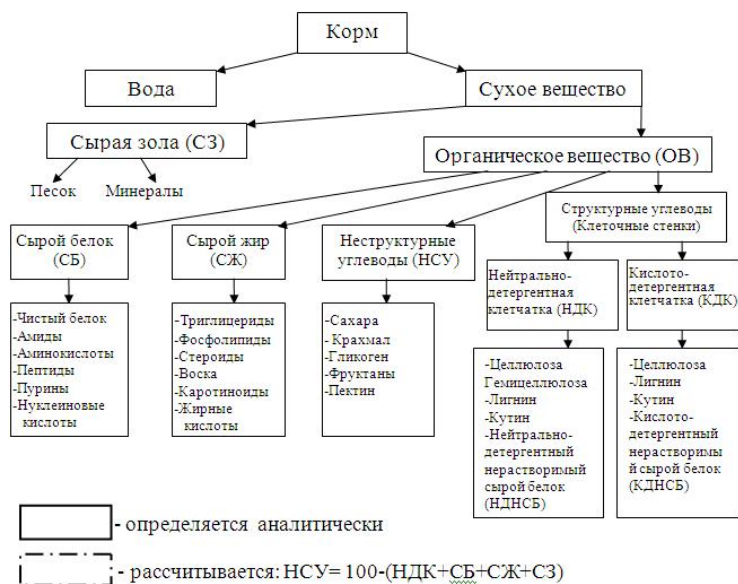 Корм
Вода
Сухое вещество
Сырая зола (СЗ)
Органическое вещество (ОВ)
Песок
Минералы
Сырой белок
(СБ)
Сырой жир
(СЖ)
Неструктурные
углеводы (НСУ)
Структурные углеводы
(Клеточные стенки)
Нейтрально-
детергентная
клетчатка (НДК)
Кислото-
детергентная
клетчатка (КДК)
-Чистый белок
-Амиды
-Аминокислоты
-Пептиды
-Пурины
-Нуклеиновые
кислоты
-Триглицериды
-Фосфолипиды
-Стероиды
-Воска
-Каротиноиды
-Жирные
кислоты
-Сахара
-Крахмал
-Гликоген
-Фруктаны
-Пектин
-Целлюлоза
Гемицеллюлоза
-Лигнин
-Кутин
-Нейтрально-
детергентный
нерастворимый
сырой белок
(НДНСБ)
-Целлюлоза
-Лигнин
-Кутин
-Кислото-
детергентный
нерастворимы
й сырой белок
(КДНСБ)
- определяется аналитически
- рассчитывается: НСУ= 100-(НДК+СБ+СЖ+СЗ)